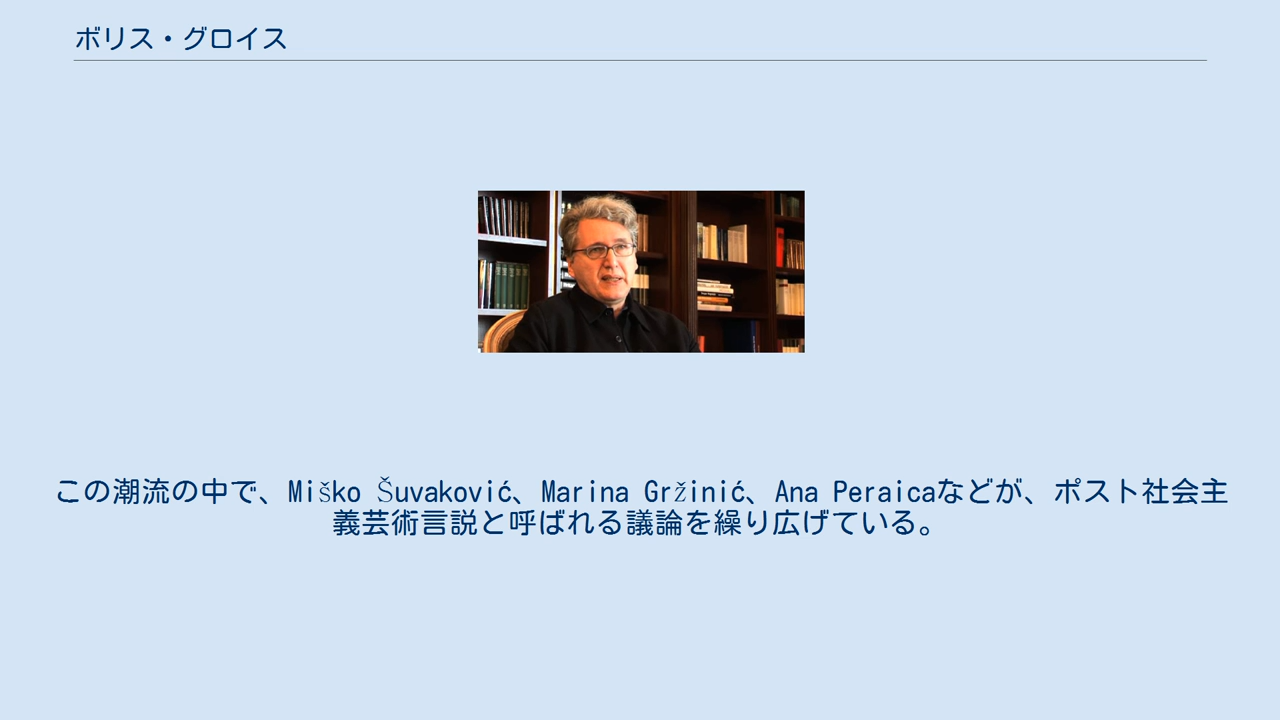 ボリス・グロイス
この潮流の中で、Miško Šuvaković、Marina Gržinić、Ana Peraicaなどが、ポスト社会主
義芸術言説と呼ばれる議論を繰り広げている。